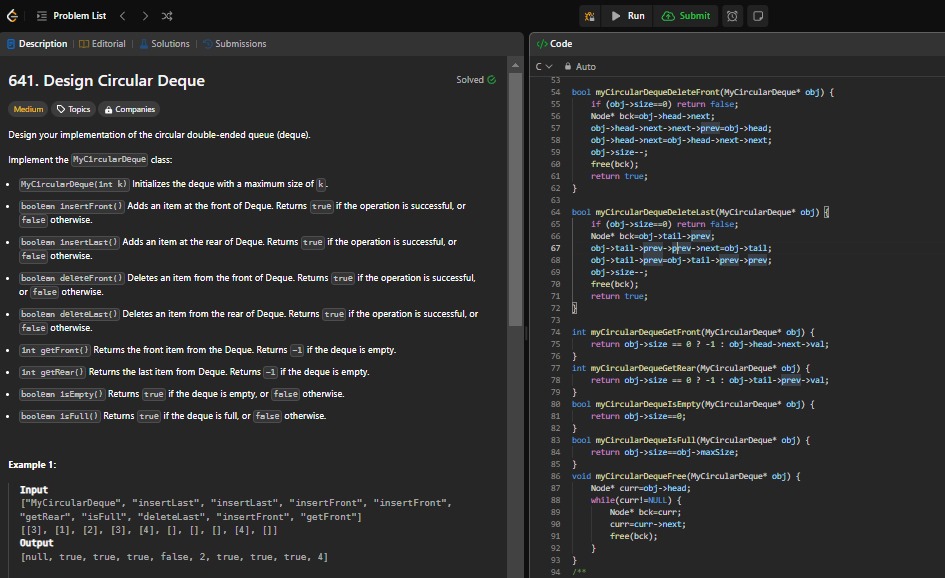 Problem List
Run
Submit
Description
Editorial
Solutions
Submissions
641. Design Circular Deque
Solved
Medium
Topics
Companies
Design your implementation of the circular double-ended queue (deque).
Implement the MyCircularDeque class:
• MyCircularDeque(int k) Initializes the deque with a maximum size of k.
• boolean insertFront() Adds an item at the front of Deque. Returns true if the operation is successful, or
false otherwise.
• boolean insertLast() Adds an item at the rear of Deque. Returns true if the operation is successful, or
false otherwise.
• boolean deleteFront() Deletes an item from the front of Deque. Returns true if the operation is successful,
or false otherwise.
• boolean deleteLast() Deletes an item from the rear of Deque. Returns true if the operation is successful, or
false otherwise.
• int getFront() Returns the front item from the Deque. Returns -1 if the deque is empty.
• int getRear() Returns the last item from Deque. Returns -1 if the deque is empty.
• boolean isEmpty() Returns true if the deque is empty, or false otherwise.
• boolean isFull() Returns true if the deque is full, or false otherwise.
Example 1:
Input
["MyCircularDeque", "insertLast", "insertLast", "insertFront", "insertFront",
"getRear", "isFull", "deleteLast", "insertFront", "getFront"]
[[3], [1], [2], [3], [4], [], [], [], [4], []]
Output
[null, true, true, true, false, 2, true, true, true, 4]
</> Code
C
Auto
53
54 bool myCircularDequeDeleteFront(MyCircularDeque* obj) {
55 if (obj->size==0) return false;
56 Node* bck=obj->head->next;
57 obj->head->next->next->prev=obj->head;
58 obj->head->next=obj->head->next->next;
59 obj->size--;
60 free(bck);
61 return true;
62 }
63
64 bool myCircularDequeDeleteLast(MyCircularDeque* obj) {
65 if (obj->size==0) return false;
66 Node* bck=obj->tail->prev;
67 obj->tail->prev->prev->next=obj->tail;
68 obj->tail->prev=obj->tail->prev->prev;
69 obj->size--;
70 free(bck);
71 return true;
72 }
73
74 int myCircularDequeGetFront(MyCircularDeque* obj) {
75 return obj->size == 0 ? -1 : obj->head->next->val;
76 }
77 int myCircularDequeGetRear(MyCircularDeque* obj) {
78 return obj->size == 0 ? -1 : obj->tail->prev->val;
79 }
80 bool myCircularDequeIsEmpty(MyCircularDeque* obj) {
81 return obj->size==0;
82 }
83 bool myCircularDequeIsFull(MyCircularDeque* obj) {
84 return obj->size==obj->maxSize;
85 }
86 void myCircularDequeFree(MyCircularDeque* obj) {
87 Node* curr=obj->head;
88 while(curr!=NULL) {
89 Node* bck=curr;
90 curr=curr->next;
91 free(bck);
92 }
93 }
94 /**